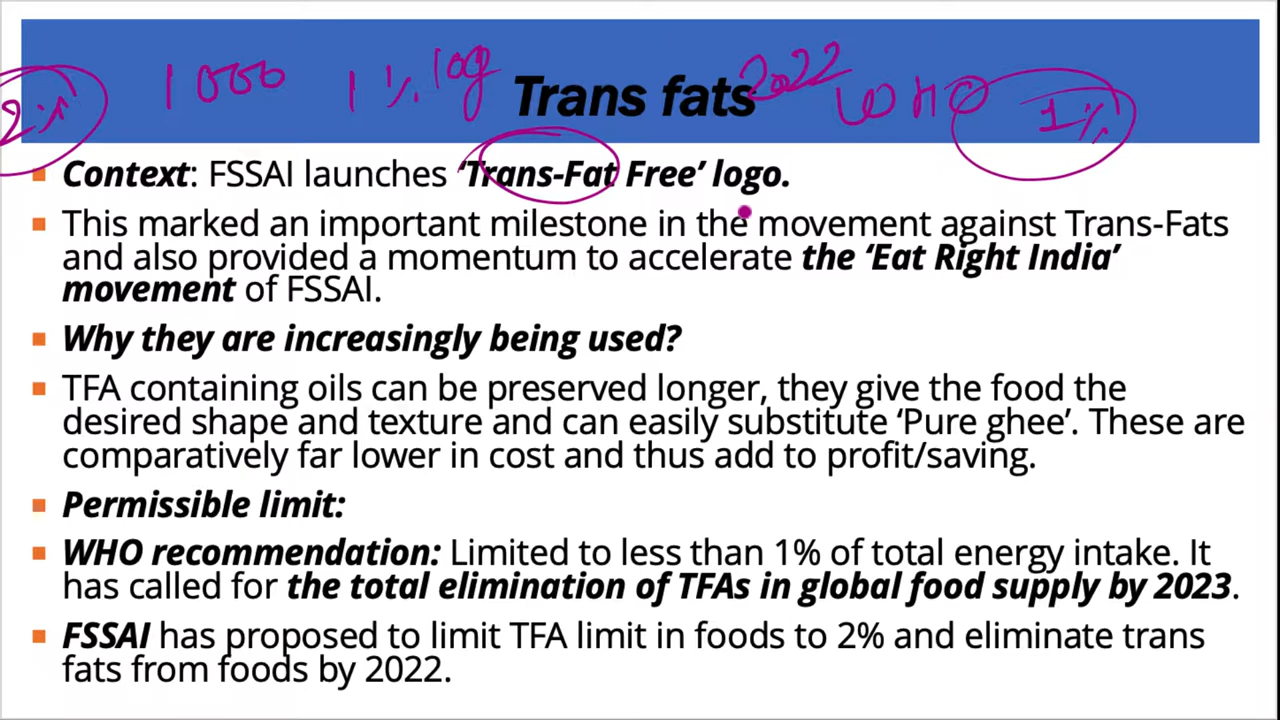 2%
1000
1%
10g
2022
WHO
1%
Trans fats
Context: FSSAI launches ‘Trans-Fat Free’ logo.
This marked an important milestone in the movement against Trans-Fats
and also provided a momentum to accelerate the ‘Eat Right India’
movement of FSSAI.
Why they are increasingly being used?
TFA containing oils can be preserved longer, they give the food the
desired shape and texture and can easily substitute ‘Pure ghee’. These are
comparatively far lower in cost and thus add to profit/saving.
Permissible limit:
WHO recommendation: Limited to less than 1% of total energy intake. It
has called for the total elimination of TFAs in global food supply by 2023.
FSSAI has proposed to limit TFA limit in foods to 2% and eliminate trans
fats from foods by 2022.